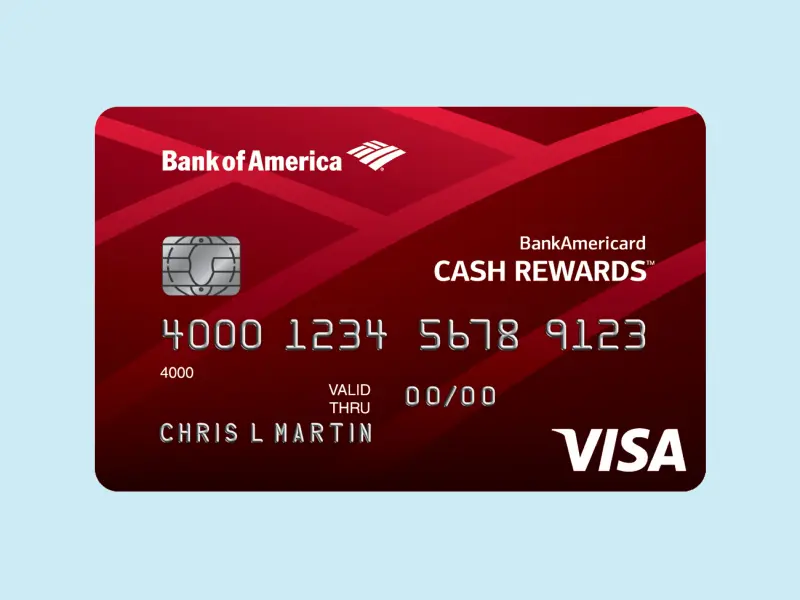 Bank of America
BankAmericard
CASH REWARDS™
4000 1234 5678 9123
4000
VALID
THRU
00/00
CHRIS L MARTIN
VISA